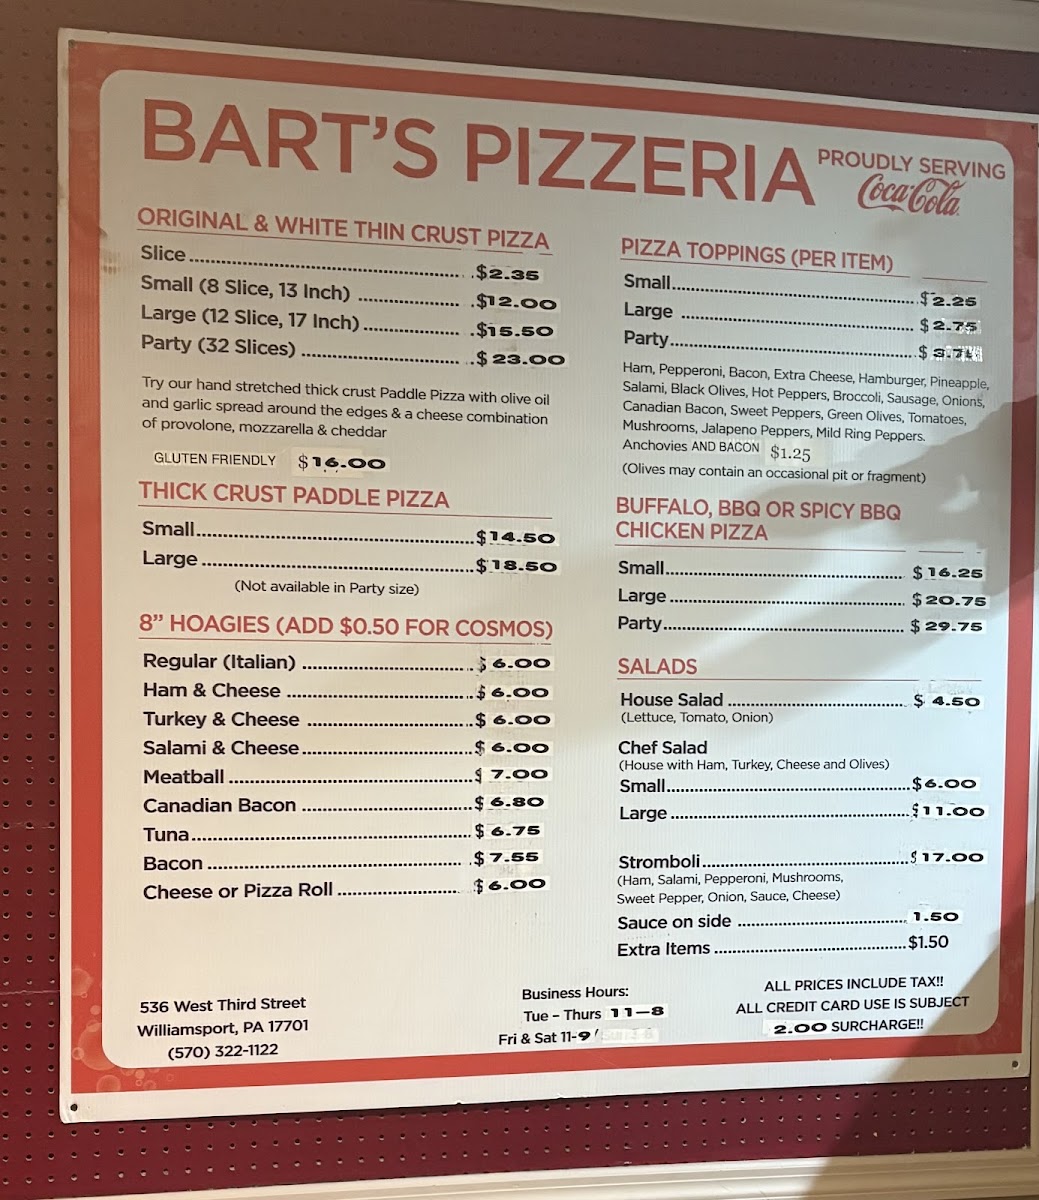 BART'S PIZZERIA
PROUDLY SERVING
Coca-Cola
ORIGINAL & WHITE THIN CRUST PIZZA
Slice $2.35
Small (8 Slice, 13 Inch) $12.00
Large (12 Slice, 17 Inch) $15.50
Party (32 Slices) $23.00
Try our hand stretched thick crust Paddle Pizza with olive oil
and garlic spread around the edges & a cheese combination
of provolone, mozzarella & cheddar
GLUTEN FRIENDLY $16.00
THICK CRUST PADDLE PIZZA
Small $14.50
Large $18.50
(Not available in Party size)
8" HOAGIES (ADD $0.50 FOR COSMOS)
Regular (Italian) $6.00
Ham & Cheese $6.00
Turkey & Cheese $6.00
Salami & Cheese $6.00
Meatball $7.00
Canadian Bacon $6.80
Tuna $6.75
Bacon $7.55
Cheese or Pizza Roll $6.00
PIZZA TOPPINGS (PER ITEM)
Small $2.25
Large $2.75
Party $
Ham, Pepperoni, Bacon, Extra Cheese, Hamburger, Pineapple,
Salami, Black Olives, Hot Peppers, Broccoli, Sausage, Onions,
Canadian Bacon, Sweet Peppers, Green Olives, Tomatoes,
Mushrooms, Jalapeno Peppers, Mild Ring Peppers.
Anchovies AND BACON $1.25
(Olives may contain an occasional pit or fragment)
BUFFALO, BBQ OR SPICY BBQ
CHICKEN PIZZA
Small $16.25
Large $20.75
Party $29.75
SALADS
House Salad $4.50
(Lettuce, Tomato, Onion)
Chef Salad
(House with Ham, Turkey, Cheese and Olives)
Small $6.00
Large $11.00
Stromboli $17.00
(Ham, Salami, Pepperoni, Mushrooms,
Sweet Pepper, Onion, Sauce, Cheese)
Sauce on side 1.50
Extra Items $1.50
536 West Third Street
Williamsport, PA 17701
(570) 322-1122
Business Hours:
Tue - Thurs 11-8
Fri & Sat 11-9
ALL PRICES INCLUDE TAX!!
ALL CREDIT CARD USE IS SUBJECT
2.00 SURCHARGE!!